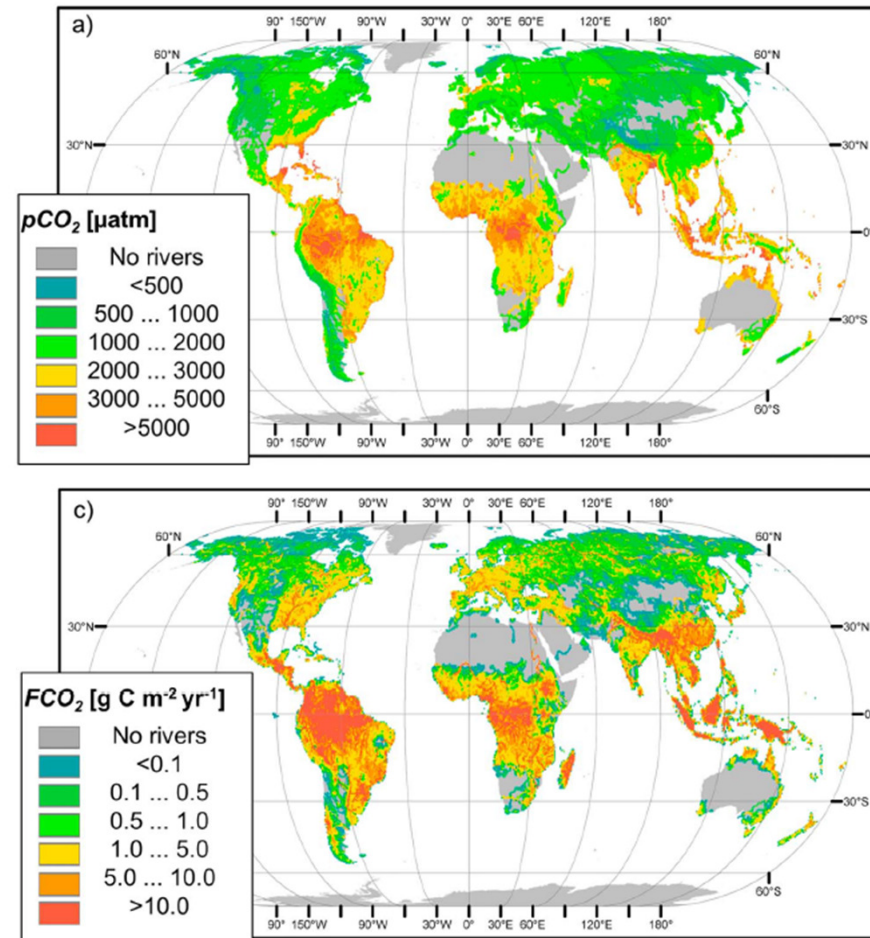 a)
90° 150°W 90°W 30°W 0° 30°E 60°E 120°E 180°
60°N 60°N
30°N 30°N
0°
30°S 30°S
60°S
90° 150°W 90°W 30°W 0° 30°E 60°E 120°E 180°
pCO₂ [µatm]
No rivers
<500
500 ... 1000
1000 ... 2000
2000 ... 3000
3000 ... 5000
>5000
c)
90° 150°W 90°W 30°W 0° 30°E 60°E 120°E 180°
60°N 60°N
30°N 30°N
0°
30°S 30°S
60°S
90° 150°W 90°W 30°W 0° 30°E 60°E 120°E 180°
FCO₂ [g C m⁻² yr⁻¹]
No rivers
<0.1
0.1 ... 0.5
0.5 ... 1.0
1.0 ... 5.0
5.0 ... 10.0
>10.0